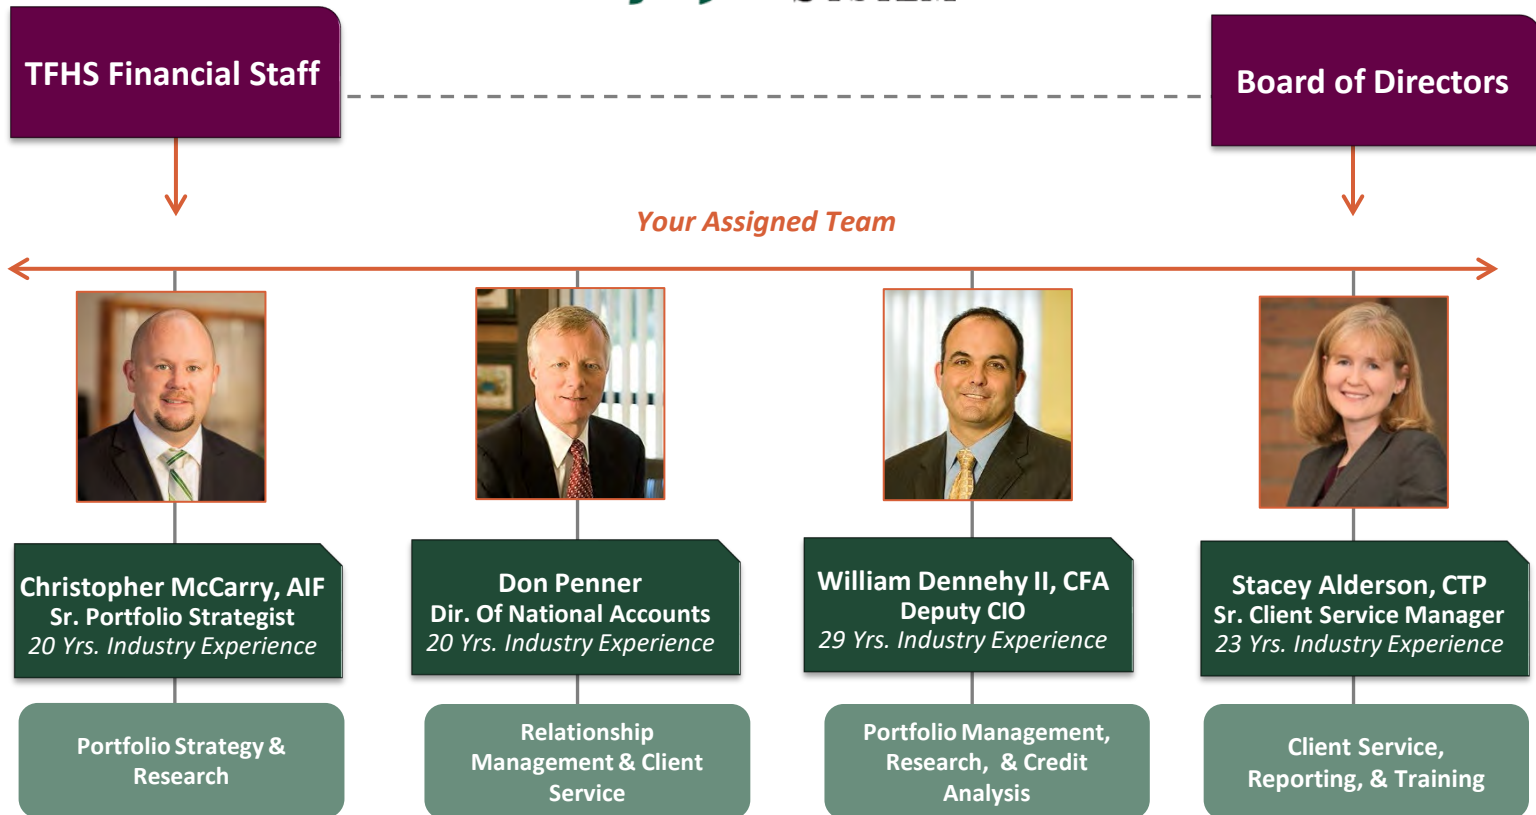 SYSTEM
TFHS Financial Staff
Board of Directors
Your Assigned Team
Christopher McCarry, AIF
Sr. Portfolio Strategist
20 Yrs. Industry Experience
Don Penner
Dir. Of National Accounts
20 Yrs. Industry Experience
William Dennehy II, CFA
Deputy CIO
29 Yrs. Industry Experience
Stacey Alderson, CTP
Sr. Client Service Manager
23 Yrs. Industry Experience
Portfolio Strategy &
Research
Relationship
Management & Client
Service
Portfolio Management,
Research, & Credit
Analysis
Client Service,
Reporting, & Training